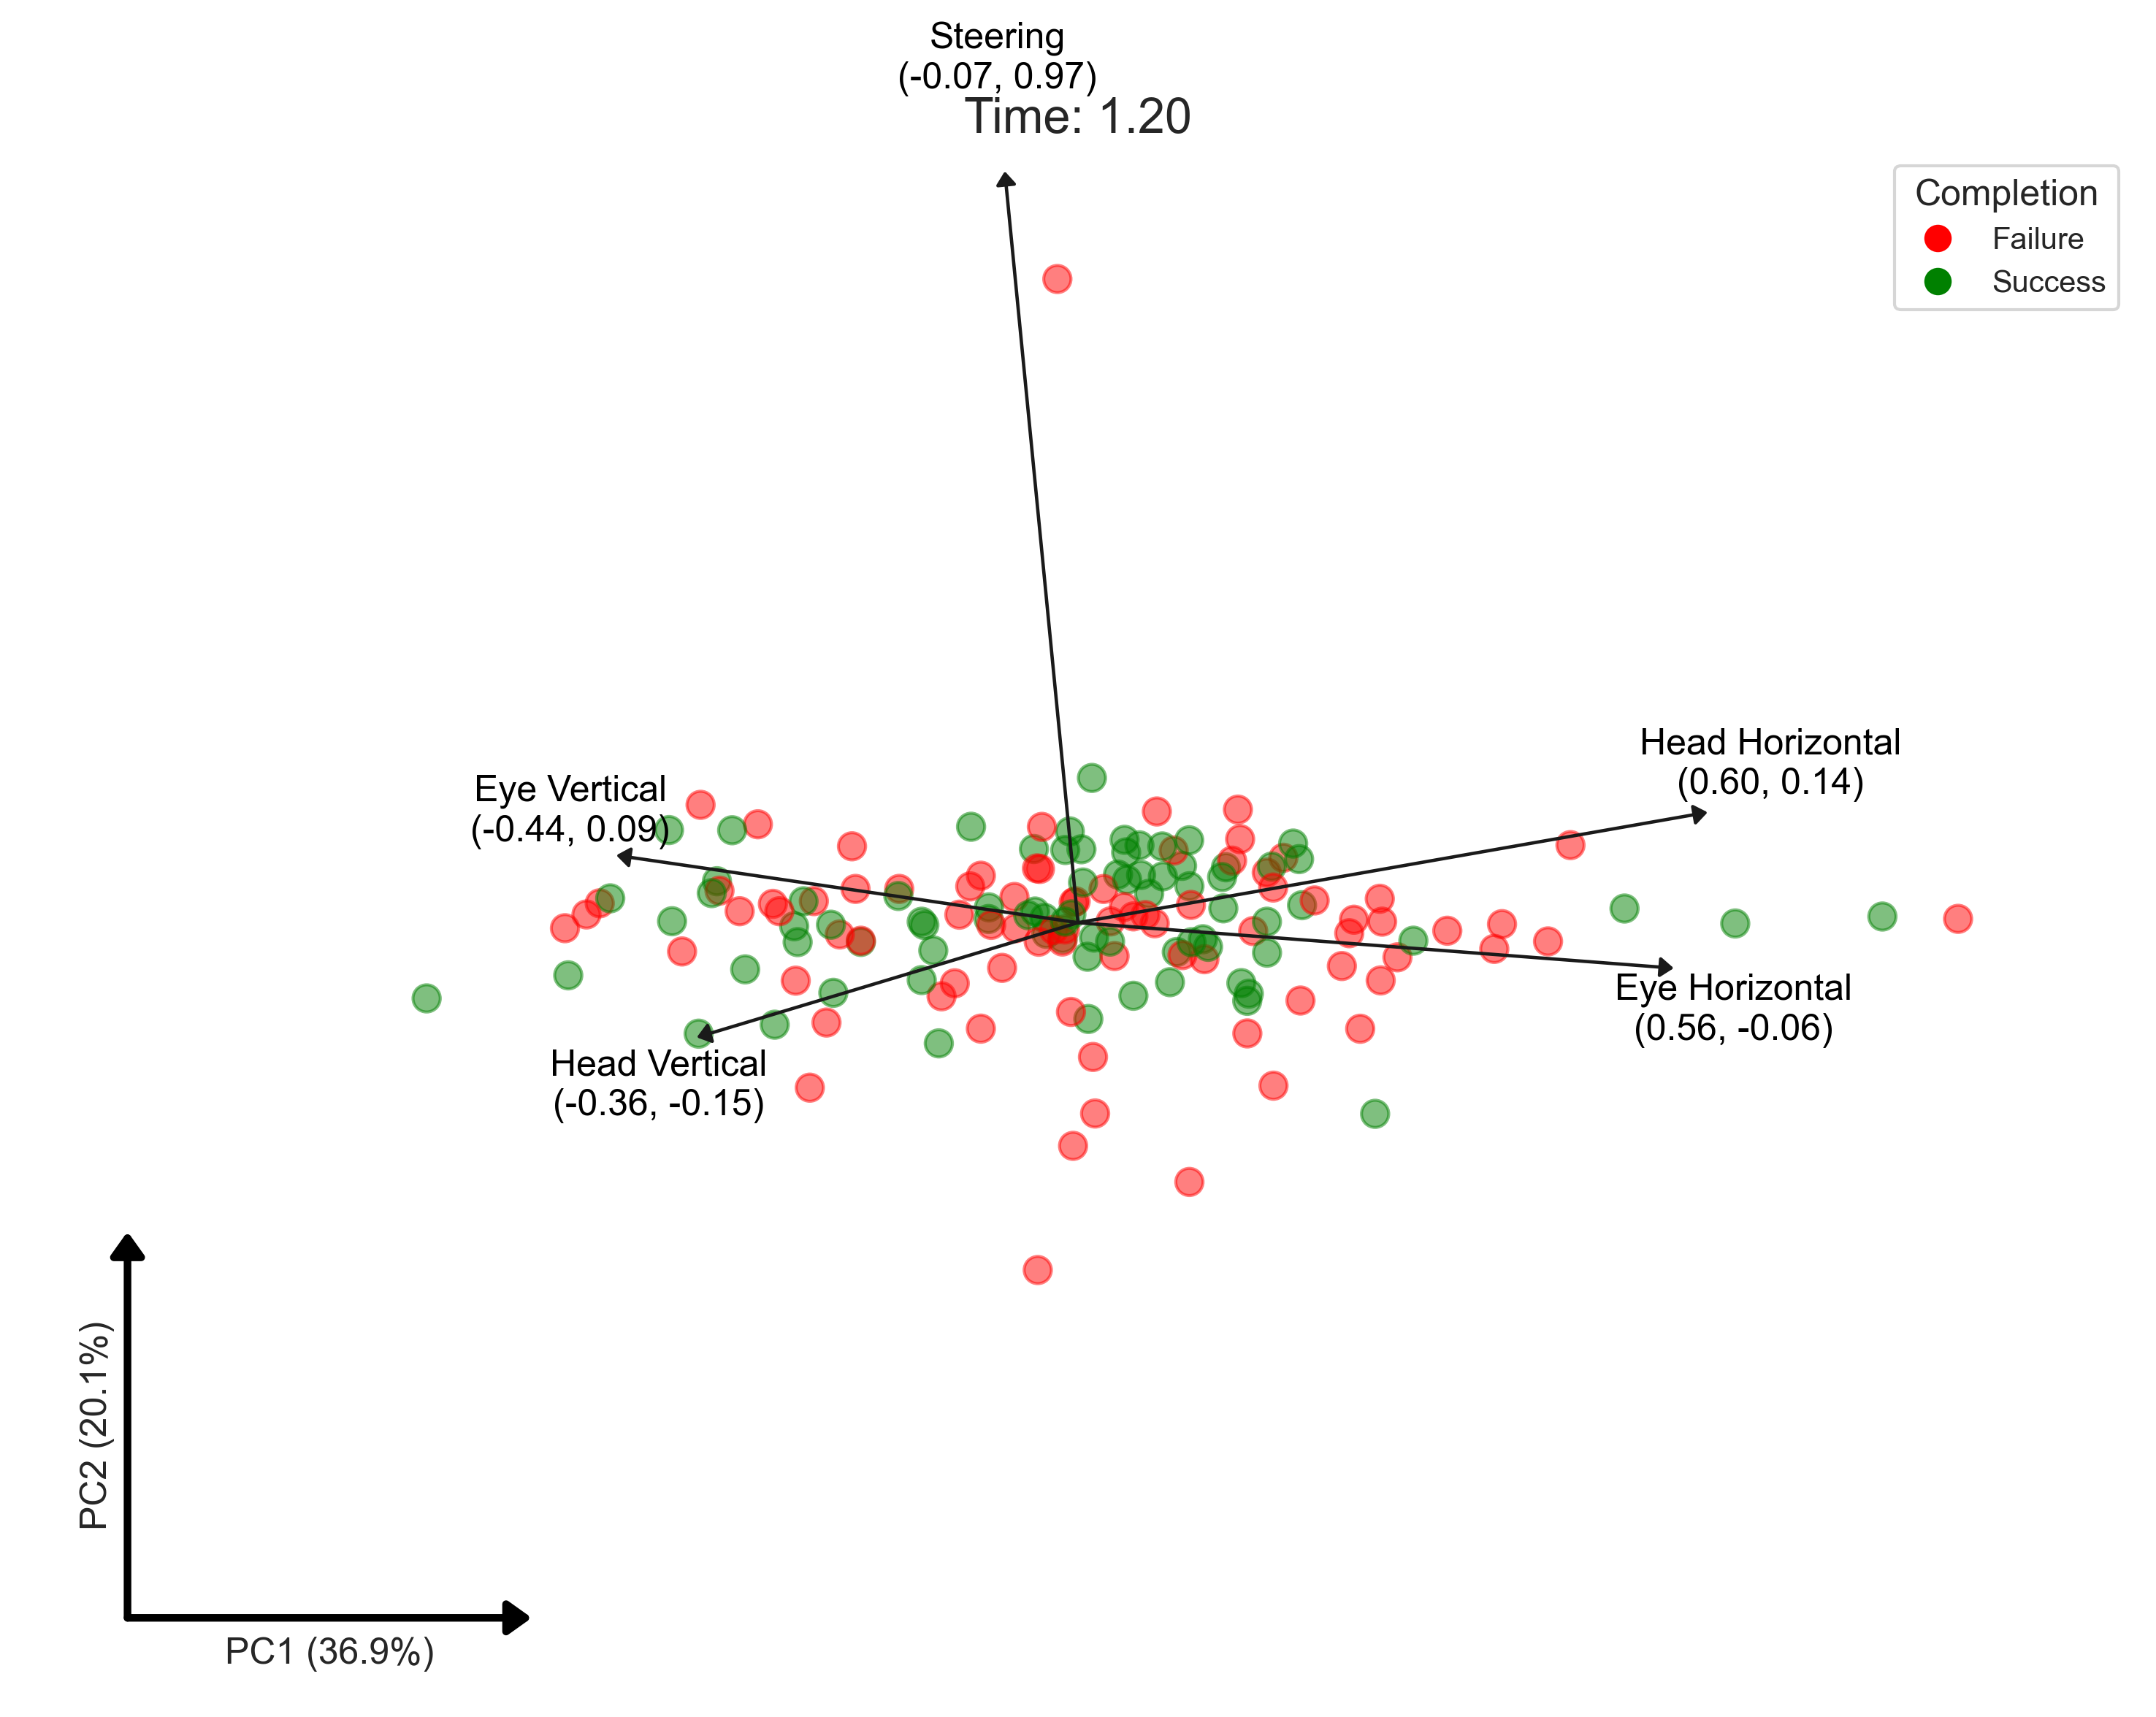 Steering
(-0.07, 0.97)
Time: 1.20
Completion
Failure
Success
Head Horizontal
(0.60, 0.14)
Eye Vertical
(-0.44, 0.09)
Eye Horizontal
(0.56, -0.06)
Head Vertical
(-0.36, -0.15)
PC2 (20.1%)
PC1 (36.9%)